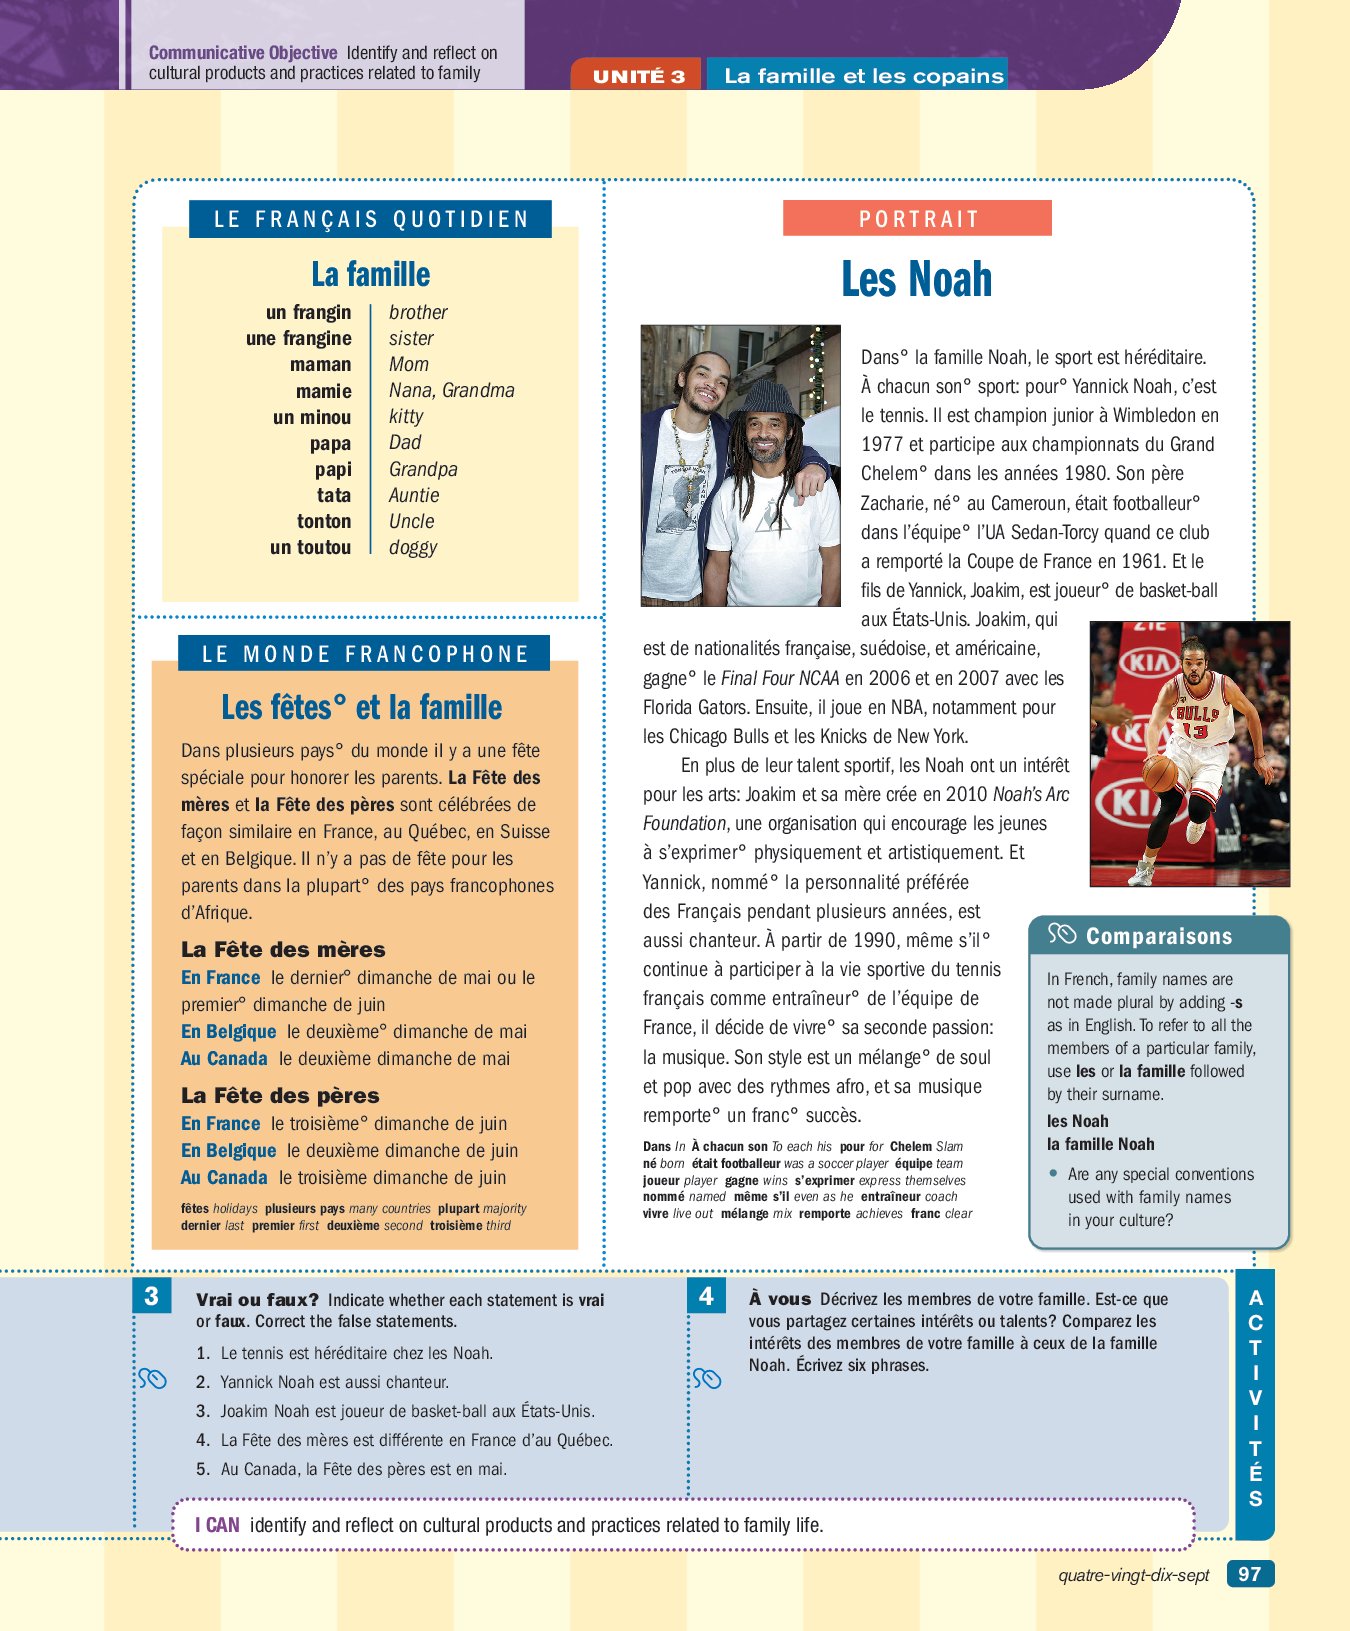 Communicative Objective Identify and reflect on
cultural products and practices related to family
UNITÉ 3 La famille et les copains
LE FRANÇAIS QUOTIDIEN
La famille
un frangin brother
une frangine sister
maman Mom
mamie Nana, Grandma
un minou kitty
papa Dad
papi Grandpa
tata Auntie
tonton Uncle
un toutou doggy
LE MONDE FRANCOPHONE
Les fêtes° et la famille
Dans plusieurs pays° du monde il y a une fête
spéciale pour honorer les parents. La Fête des
mères et la Fête des pères sont célébrées de
façon similaire en France, au Québec, en Suisse
et en Belgique. Il n'y a pas de fête pour les
parents dans la plupart° des pays francophones
d'Afrique.
La Fête des mères
En France le dernier° dimanche de mai ou le
premier° dimanche de juin
En Belgique le deuxième° dimanche de mai
Au Canada le deuxième dimanche de mai
La Fête des pères
En France le troisième° dimanche de juin
En Belgique le deuxième dimanche de juin
Au Canada le troisième dimanche de juin
fêtes holidays plusieurs pays many countries plupart majority
dernier last premier first deuxième second troisième third
PORTRAIT
Les Noah
Dans° la famille Noah, le sport est héréditaire.
À chacun son° sport: pour° Yannick Noah, c'est
le tennis. Il est champion junior à Wimbledon en
1977 et participe aux championnats du Grand
Chelem° dans les années 1980. Son père
Zacharie, né° au Cameroun, était footballeur°
dans l'équipe° l'UA Sedan-Torcy quand ce club
a remporté la Coupe de France en 1961. Et le
fils de Yannick, Joakim, est joueur° de basket-ball
aux États-Unis. Joakim, qui
est de nationalités française, suédoise, et américaine,
gagne° le Final Four NCAA en 2006 et en 2007 avec les
Florida Gators. Ensuite, il joue en NBA, notamment pour
les Chicago Bulls et les Knicks de New York.
En plus de leur talent sportif, les Noah ont un intérêt
pour les arts: Joakim et sa mère crée en 2010 Noah's Arc
Foundation, une organisation qui encourage les jeunes
à s'exprimer° physiquement et artistiquement. Et
Yannick, nommé° la personnalité préférée
des Français pendant plusieurs années, est
aussi chanteur. À partir de 1990, même s'il°
continue à participer à la vie sportive du tennis
français comme entraîneur° de l'équipe de
France, il décide de vivre° sa seconde passion:
la musique. Son style est un mélange° de soul
et pop avec des rythmes afro, et sa musique
remporte° un franc° succès.
Dans In À chacun son To each his pour for Chelem Slam
né born était footballeur was a soccer player équipe team
joueur player gagne wins s'exprimer express themselves
nommé named même s'il even as he entraîneur coach
vivre live out mélange mix remporte achieves franc clear
KIA
BULLS
13
KIA
Comparaisons
In French, family names are
not made plural by adding -s
as in English. To refer to all the
members of a particular family,
use les or la famille followed
by their surname.
les Noah
la famille Noah
• Are any special conventions
used with family names
in your culture?
3 Vrai ou faux? Indicate whether each statement is vrai
or faux. Correct the false statements.
1. Le tennis est héréditaire chez les Noah.
2. Yannick Noah est aussi chanteur.
3. Joakim Noah est joueur de basket-ball aux États-Unis.
4. La Fête des mères est différente en France d'au Québec.
5. Au Canada, la Fête des pères est en mai.
4 À vous Décrivez les membres de votre famille. Est-ce que
vous partagez certaines intérêts ou talents? Comparez les
intérêts des membres de votre famille à ceux de la famille
Noah. Écrivez six phrases.
ACTIVITÉS
I CAN identify and reflect on cultural products and practices related to family life.
quatre-vingt-dix-sept 97